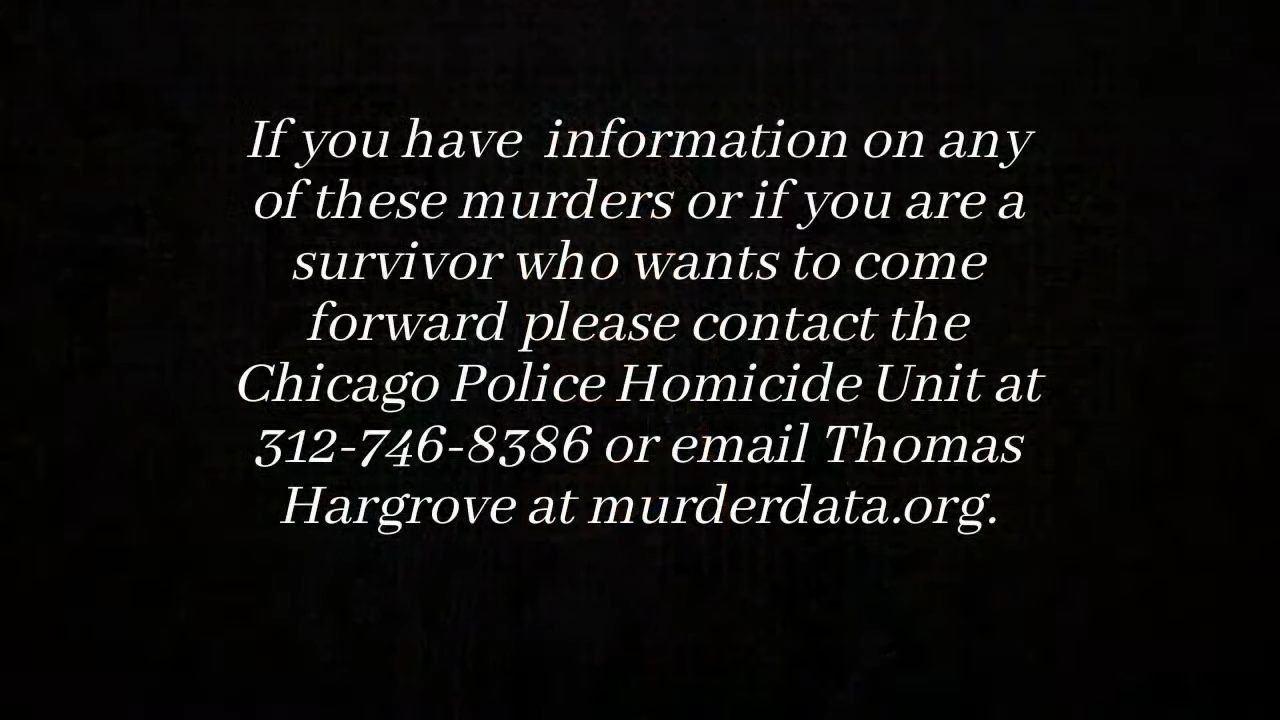 If you have  information on any
of these murders or if you are a
survivor who wants to come
forward please contact the
Chicago Police Homicide Unit at
312-746-8386 or email Thomas
Hargrove at murderdata.org.